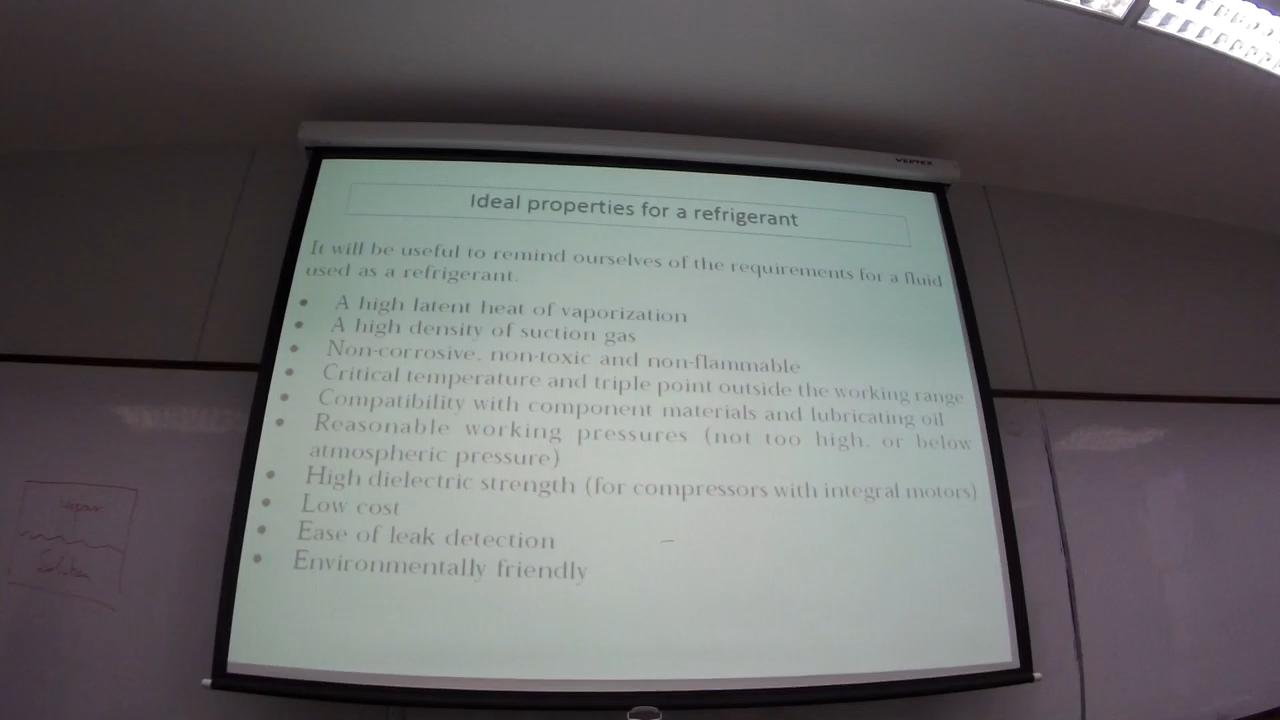 VERTEX
Ideal properties for a refrigerant
It will be useful to remind ourselves of the requirements for a fluid
used as a refrigerant.
• A high latent heat of vaporization
• A high density of suction gas
• Non-corrosive, non-toxic and non-flammable
• Critical temperature and triple point outside the working range
• Compatibility with component materials and lubricating oil
• Reasonable working pressures (not too high, or below
atmospheric pressure)
• High dielectric strength (for compressors with integral motors)
• Low cost
• Ease of leak detection
• Environmentally friendly
Vapour
Solution